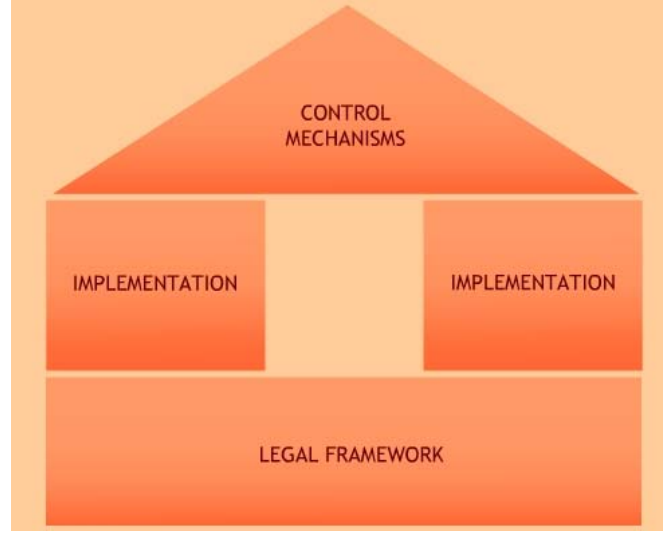 CONTROL
MECHANISMS
IMPLEMENTATION
IMPLEMENTATION
LEGAL FRAMEWORK